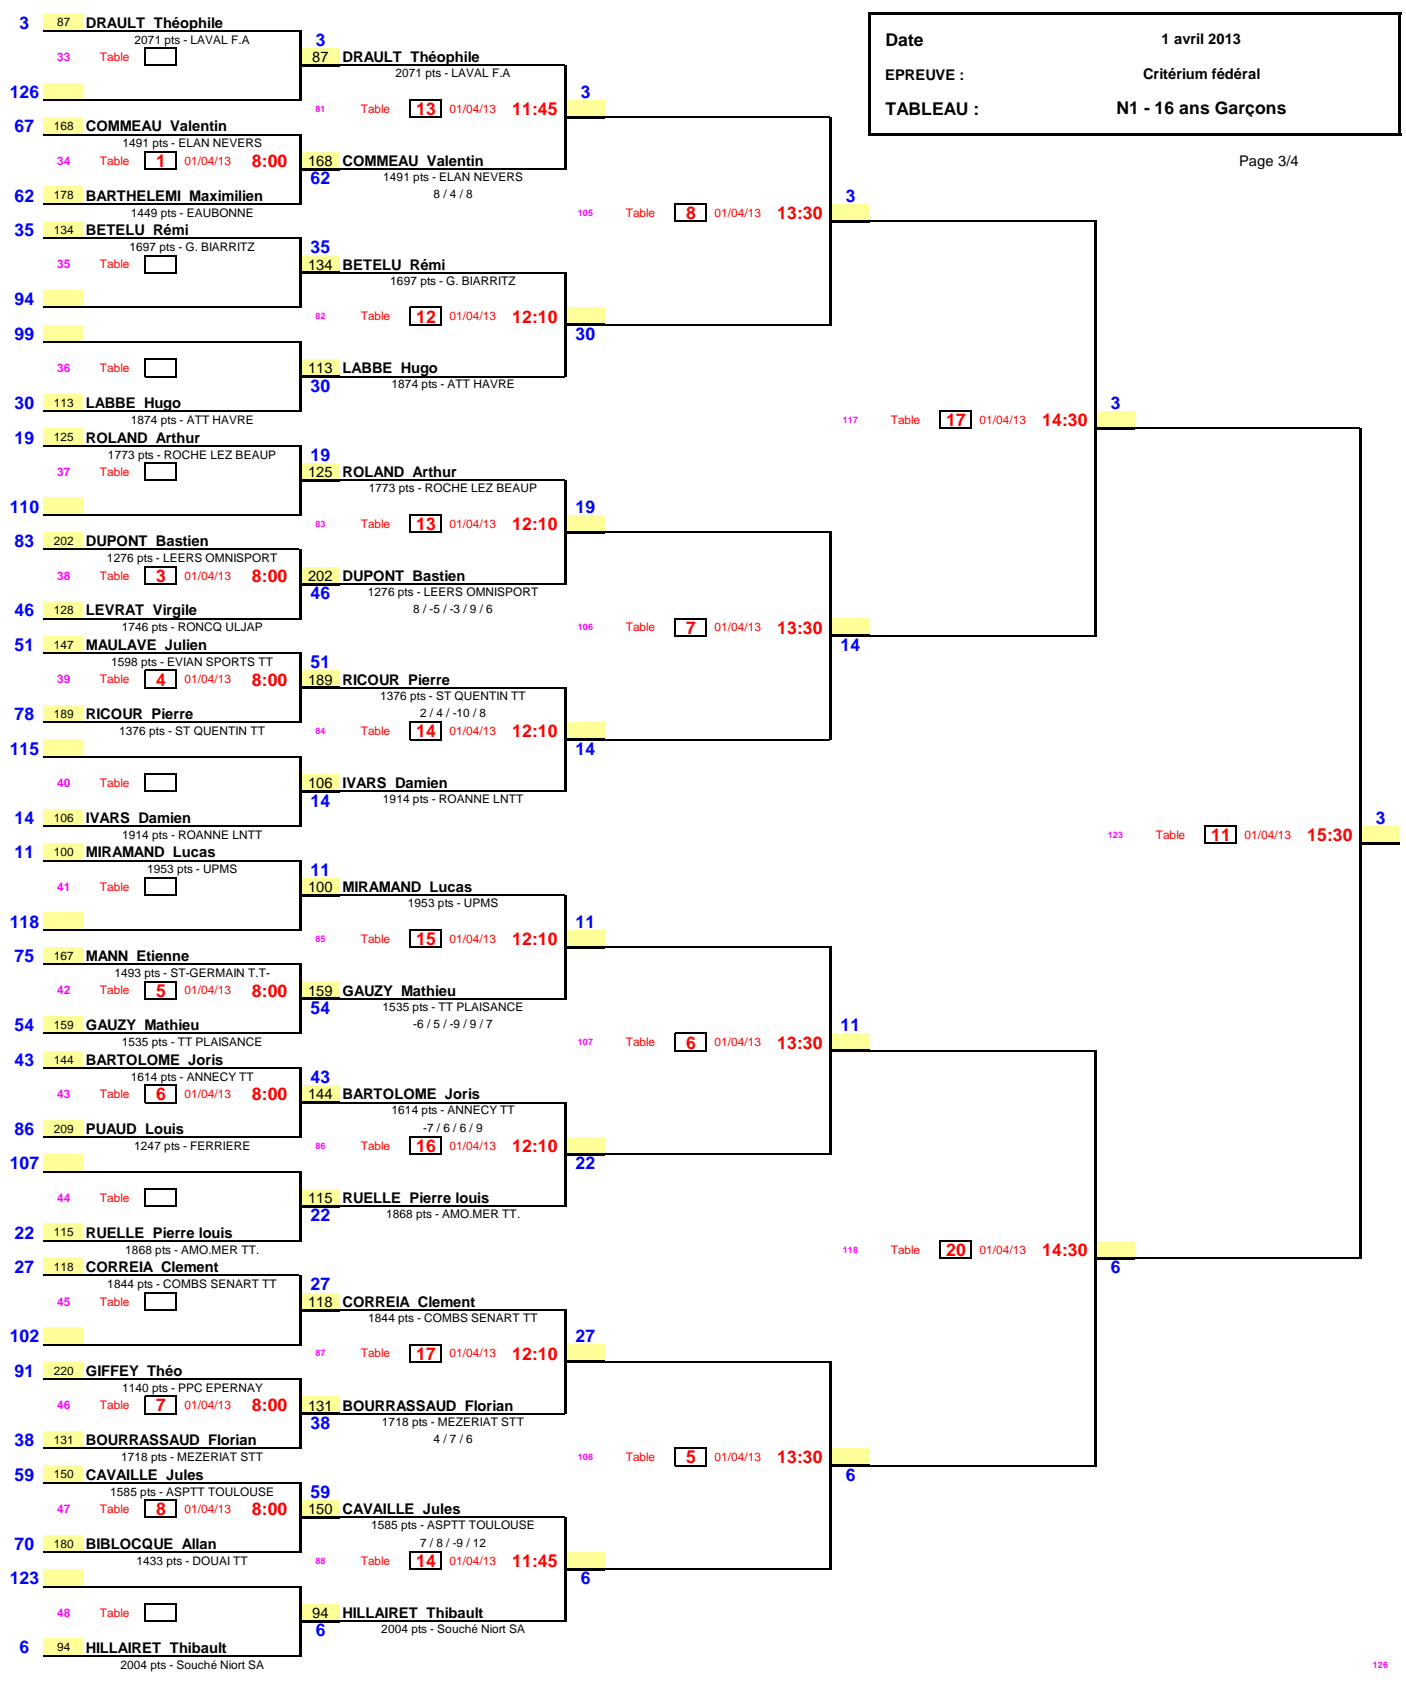 Date 1 avril 2013
EPREUVE : Critérium fédéral
TABLEAU : N1 - 16 ans Garçons
Page 3/4
3 87 DRAULT Théophile
2071 pts - LAVAL F.A
33 Table
126
67 168 COMMEAU Valentin
1491 pts - ELAN NEVERS
34 Table 1 01/04/13 8:00
62 178 BARTHELEMI Maximilien
1449 pts - EAUBONNE
35 134 BETELU Rémi
1697 pts - G. BIARRITZ
35 Table
94
99
36 Table
30 113 LABBE Hugo
1874 pts - ATT HAVRE
19 125 ROLAND Arthur
1773 pts - ROCHE LEZ BEAUP
37 Table
110
83 202 DUPONT Bastien
1276 pts - LEERS OMNISPORT
38 Table 3 01/04/13 8:00
46 128 LEVRAT Virgile
1746 pts - RONCQ ULJAP
51 147 MAULAVE Julien
1598 pts - EVIAN SPORTS TT
39 Table 4 01/04/13 8:00
78 189 RICOUR Pierre
1376 pts - ST QUENTIN TT
115
40 Table
14 106 IVARS Damien
1914 pts - ROANNE LNTT
11 100 MIRAMAND Lucas
1953 pts - UPMS
41 Table
118
75 167 MANN Etienne
1493 pts - ST-GERMAIN T.T-
42 Table 5 01/04/13 8:00
54 159 GAUZY Mathieu
1535 pts - TT PLAISANCE
43 144 BARTOLOME Joris
1614 pts - ANNECY TT
43 Table 6 01/04/13 8:00
86 209 PUAUD Louis
1247 pts - FERRIERE
107
44 Table
22 115 RUELLE Pierre louis
1868 pts - AMO.MER TT.
27 118 CORREIA Clement
1844 pts - COMBS SENART TT
45 Table
102
91 220 GIFFEY Théo
1140 pts - PPC EPERNAY
46 Table 7 01/04/13 8:00
38 131 BOURRASSAUD Florian
1718 pts - MEZERIAT STT
59 150 CAVAILLE Jules
1585 pts - ASPTT TOULOUSE
47 Table 8 01/04/13 8:00
70 180 BIBLOCQUE Allan
1433 pts - DOUAI TT
123
48 Table
6 94 HILLAIRET Thibault
2004 pts - Souché Niort SA
3
87 DRAULT Théophile
2071 pts - LAVAL F.A
81 Table 13 01/04/13 11:45
168 COMMEAU Valentin
62
1491 pts - ELAN NEVERS
8 / 4 / 8
35
134 BETELU Rémi
1697 pts - G. BIARRITZ
82 Table 12 01/04/13 12:10
113 LABBE Hugo
30
1874 pts - ATT HAVRE
19
125 ROLAND Arthur
1773 pts - ROCHE LEZ BEAUP
83 Table 13 01/04/13 12:10
202 DUPONT Bastien
46
1276 pts - LEERS OMNISPORT
8 / -5 / -3 / 9 / 6
51
189 RICOUR Pierre
1376 pts - ST QUENTIN TT
2 / 4 / -10 / 8
84 Table 14 01/04/13 12:10
106 IVARS Damien
14
1914 pts - ROANNE LNTT
11
100 MIRAMAND Lucas
1953 pts - UPMS
85 Table 15 01/04/13 12:10
159 GAUZY Mathieu
54
1535 pts - TT PLAISANCE
-6 / 5 / -9 / 9 / 7
43
144 BARTOLOME Joris
1614 pts - ANNECY TT
-7 / 6 / 6 / 9
86 Table 16 01/04/13 12:10
115 RUELLE Pierre louis
22
1868 pts - AMO.MER TT.
27
118 CORREIA Clement
1844 pts - COMBS SENART TT
87 Table 17 01/04/13 12:10
131 BOURRASSAUD Florian
38
1718 pts - MEZERIAT STT
4 / 7 / 6
59
150 CAVAILLE Jules
1585 pts - ASPTT TOULOUSE
7 / 8 / -9 / 12
88 Table 14 01/04/13 11:45
94 HILLAIRET Thibault
6
2004 pts - Souché Niort SA
3
105 Table 8 01/04/13 13:30
30
19
106 Table 7 01/04/13 13:30
14
11
107 Table 6 01/04/13 13:30
22
27
108 Table 5 01/04/13 13:30
6
3
117 Table 17 01/04/13 14:30
14
11
118 Table 20 01/04/13 14:30
6
3
123 Table 11 01/04/13 15:30
6
3
126